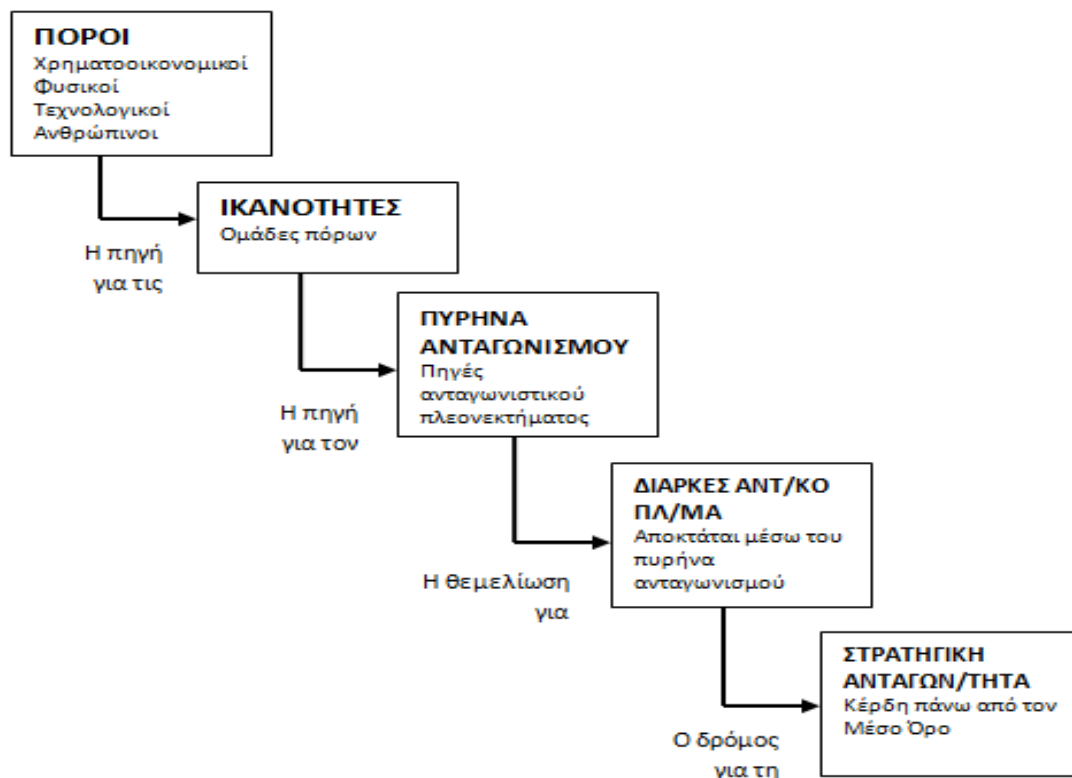 ΠΟΡΟΙ
Χρηματοοικονομικοί
Φυσικοί
Τεχνολογικοί
Ανθρώπινοι
Η πηγή
για τις
ΙΚΑΝΟΤΗΤΕΣ
Ομάδες πόρων
Η πηγή
για τον
ΠΥΡΗΝΑ
ΑΝΤΑΓΩΝΙΣΜΟΥ
Πηγές
ανταγωνιστικού
πλεονεκτήματος
Η θεμελίωση
για
ΔΙΑΡΚΕΣ ΑΝΤ/ΚΟ
ΠΛ/ΜΑ
Αποκτάται μέσω του
πυρήνα
ανταγωνισμού
Ο δρόμος
για τη
ΣΤΡΑΤΗΓΙΚΗ
ΑΝΤΑΓΩΝ/ΤΗΤΑ
Κέρδη πάνω από τον
Μέσο Όρο